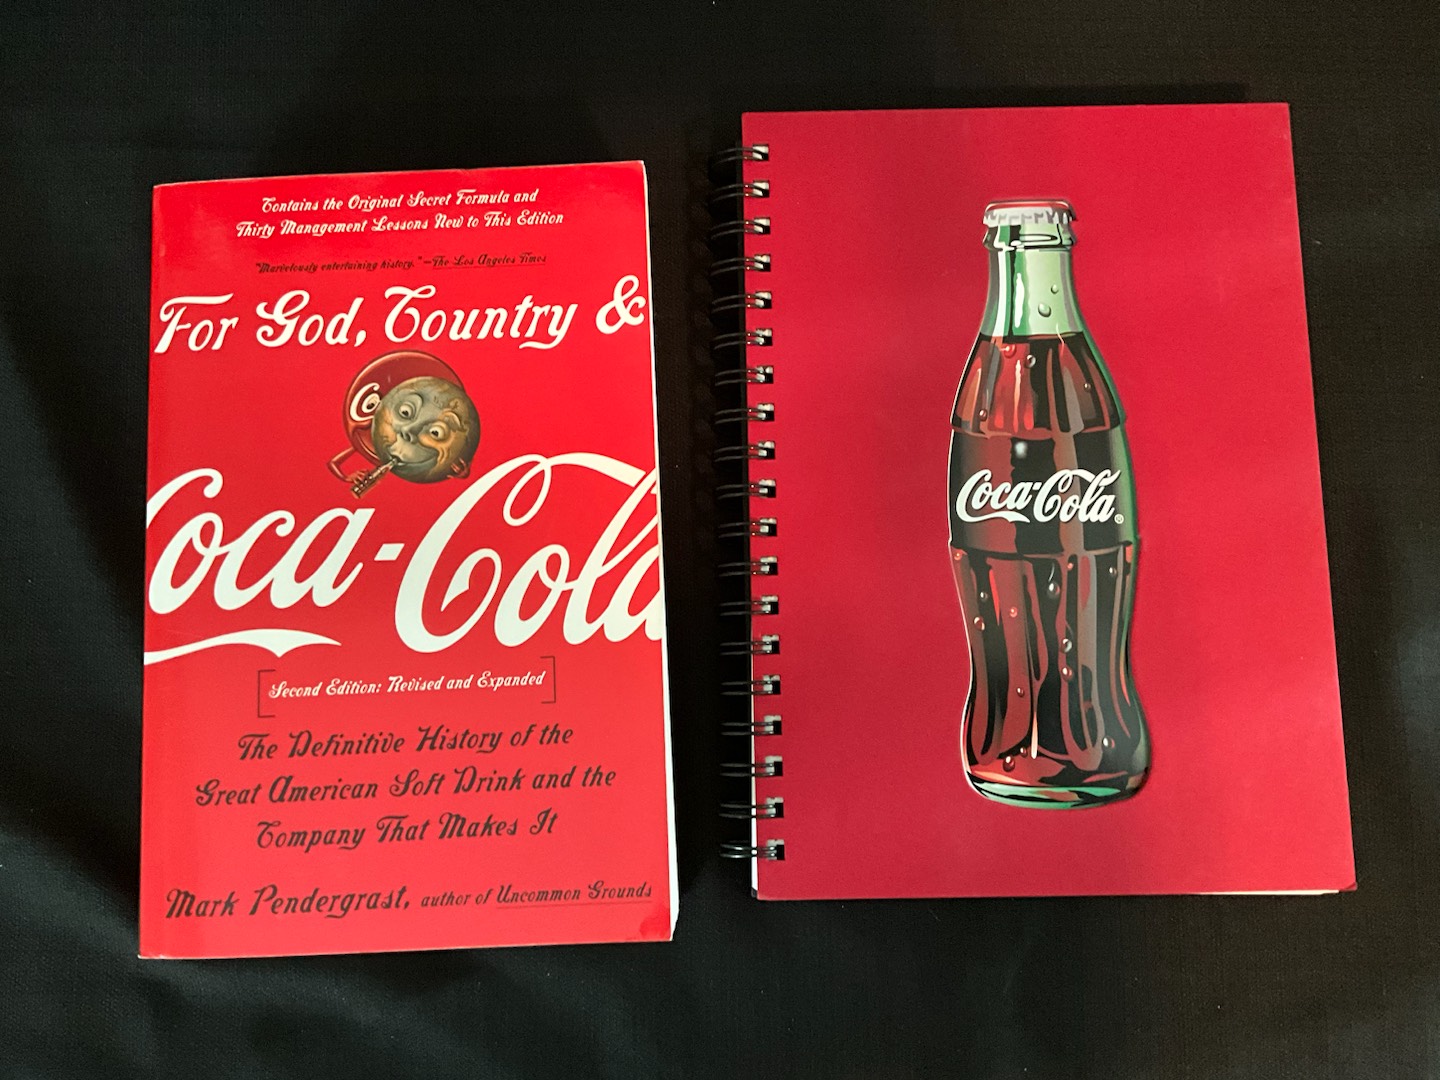 Contains the Original Secret Formula and
Thirty Management Lessons New to This Edition
"Marvelously entertaining history." —The Los Angeles Times
For God, Country &
Co
Coca-Cola
[Second Edition: Revised and Expanded]
The Definitive History of the
Great American Soft Drink and the
Company That Makes It
Mark Pendergrast, author of Uncommon Grounds
Coca-Cola®